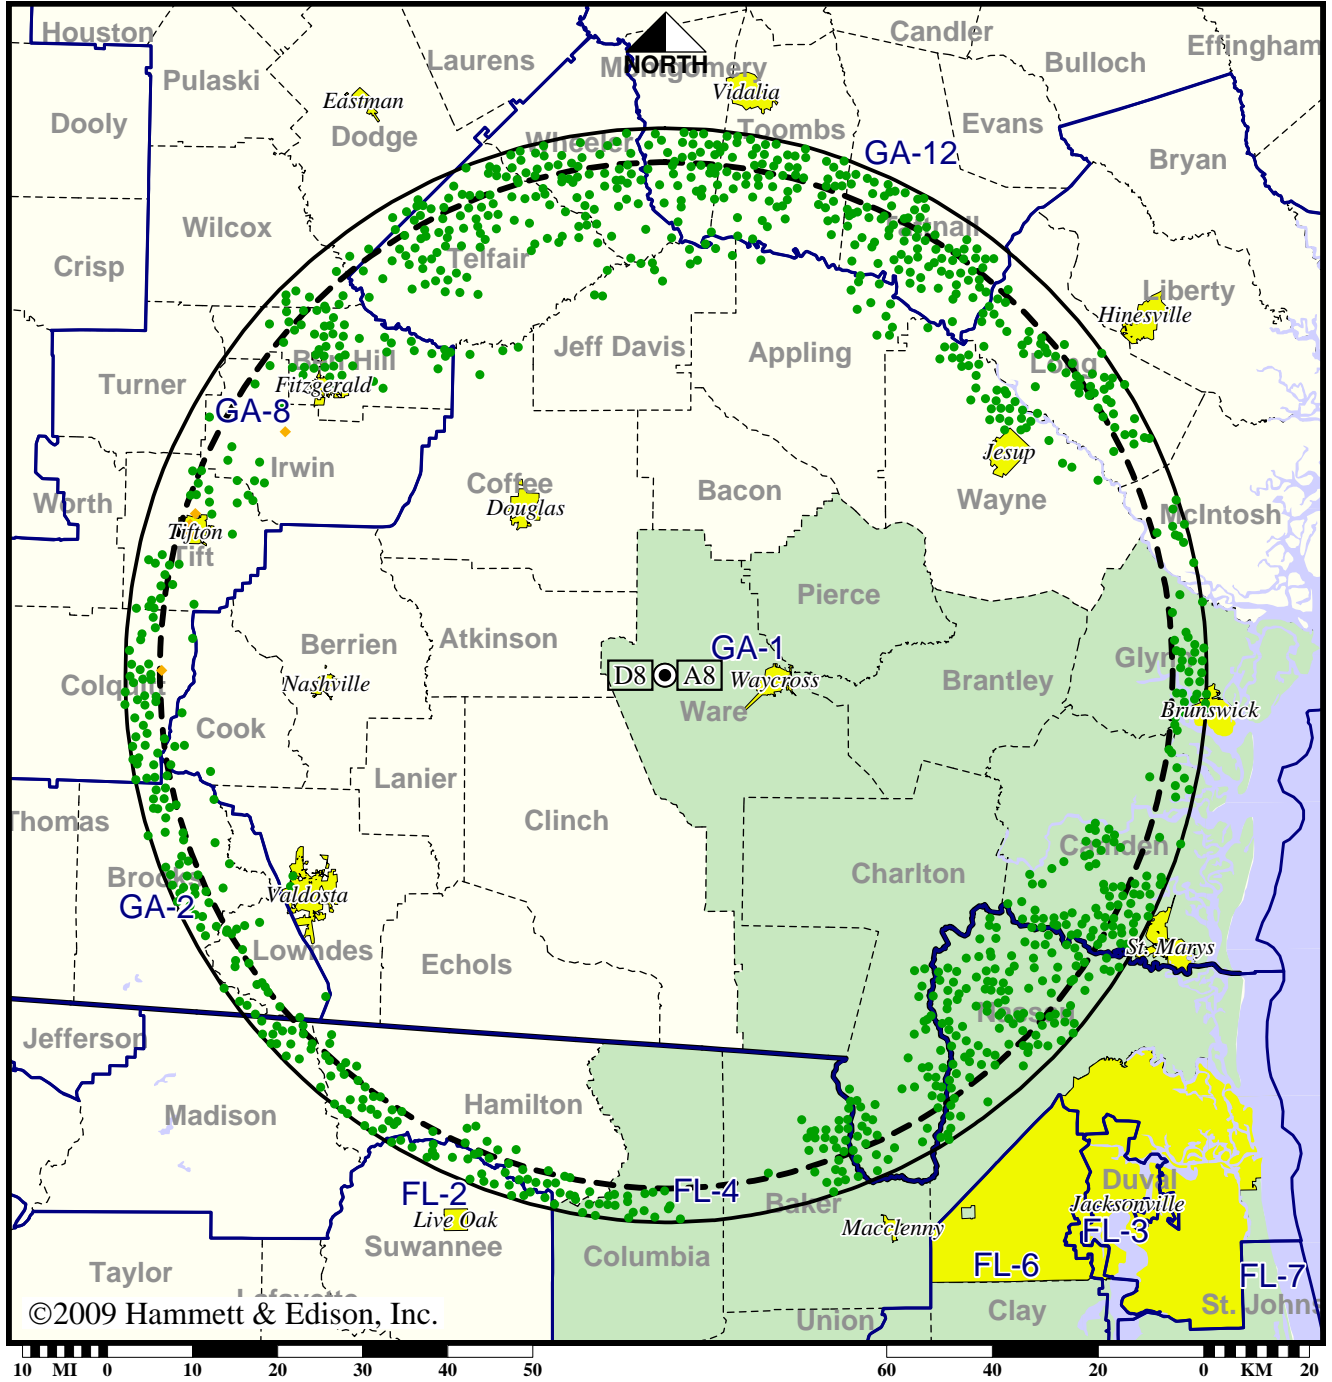 Houston
Candler
Effingham
NORTH
Laurens
Montgomery
Bulloch
Pulaski
Vidalia
Eastman
Dooly
Dodge
Wheeler
Toombs
Evans
GA-12
Bryan
Wilcox
Tattnall
Telfair
Crisp
Liberty
Hinesville
Jeff Davis
Appling
Ben Hill
Long
Turner
Fitzgerald
GA-8
Jesup
Irwin
Coffee
Bacon
Wayne
Worth
Douglas
McIntosh
Tifton
Tift
Pierce
Berrien
Atkinson
GA-1
Glynn
Colquitt
Nashville
D8
A8
Waycross
Brantley
Ware
Brunswick
Cook
Lanier
Thomas
Clinch
Camden
Brooks
Charlton
GA-2
Valdosta
Lowndes
St. Marys
Echols
Nassau
Jefferson
Madison
Hamilton
Duval
FL-2
FL-4
Baker
Jacksonville
Live Oak
Macclenny
FL-3
Suwannee
Columbia
FL-6
FL-7
Taylor
Lafayette
Clay
St. Johns
©2009 Hammett & Edison, Inc.
Union
10 MI 0 10 20 30 40 50
60 40 20 0 KM 20